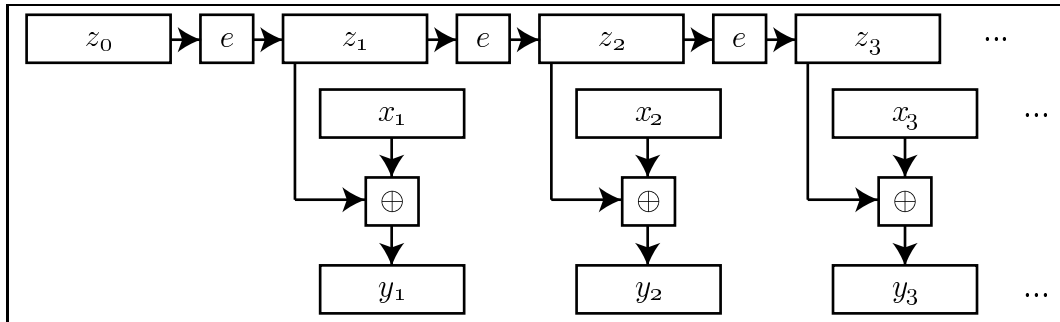 z₀ e z₁ e z₂ e z₃ ...
x₁ x₂ x₃ ...
⊕ ⊕ ⊕
y₁ y₂ y₃ ...